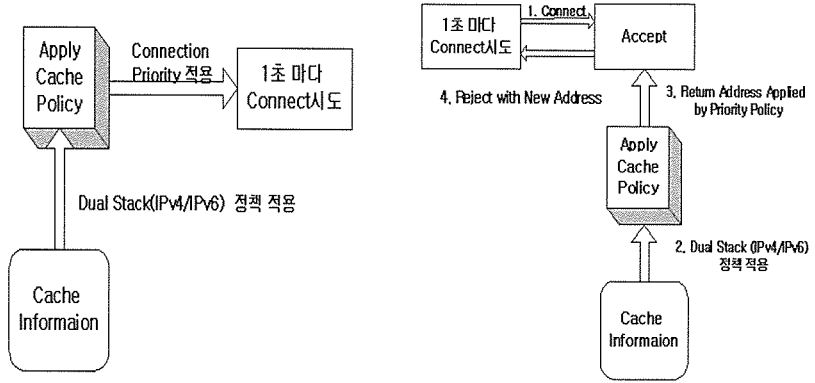 Apply
Cache
Policy
Connection
Priority 적용
1초 마다
Connect시도
Dual Stack(IPv4/IPv6) 정책 적용
Cache
Informaion
1초 마다
Connect시도
1. Connect
Accept
4. Reject with New Address
3. Return Address Applied
by Priority Policy
Apply
Cache
Policy
2. Dual Stack (IPv4/IPv6)
정책 적용
Cache
Informaion